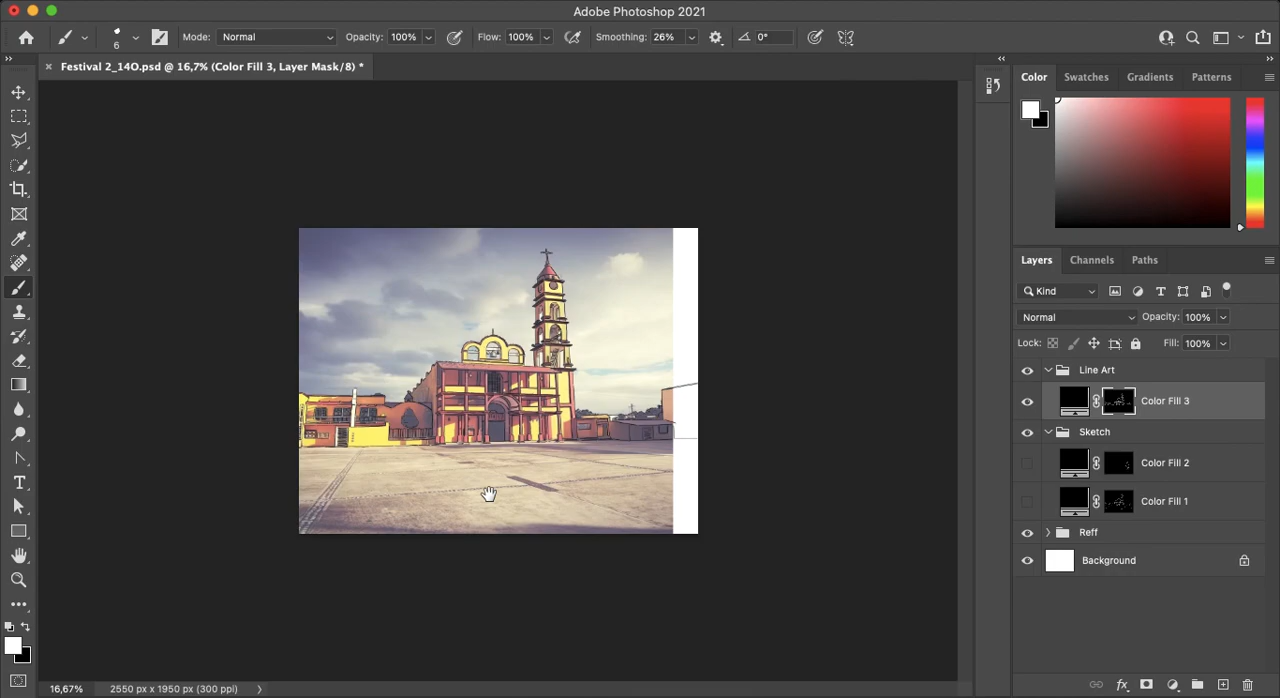 Adobe Photoshop 2021
6
Mode: Normal Opacity: 100% Flow: 100% Smoothing: 26% 0°
Festival 2_14O.psd @ 16,7% (Color Fill 3, Layer Mask/8) *
Color Swatches Gradients Patterns
Layers Channels Paths
Kind
Normal Opacity: 100%
Lock: Fill: 100%
Line Art
Color Fill 3
Sketch
Color Fill 2
Color Fill 1
Reff
Background
16,67% 2550 px x 1950 px (300 ppi)